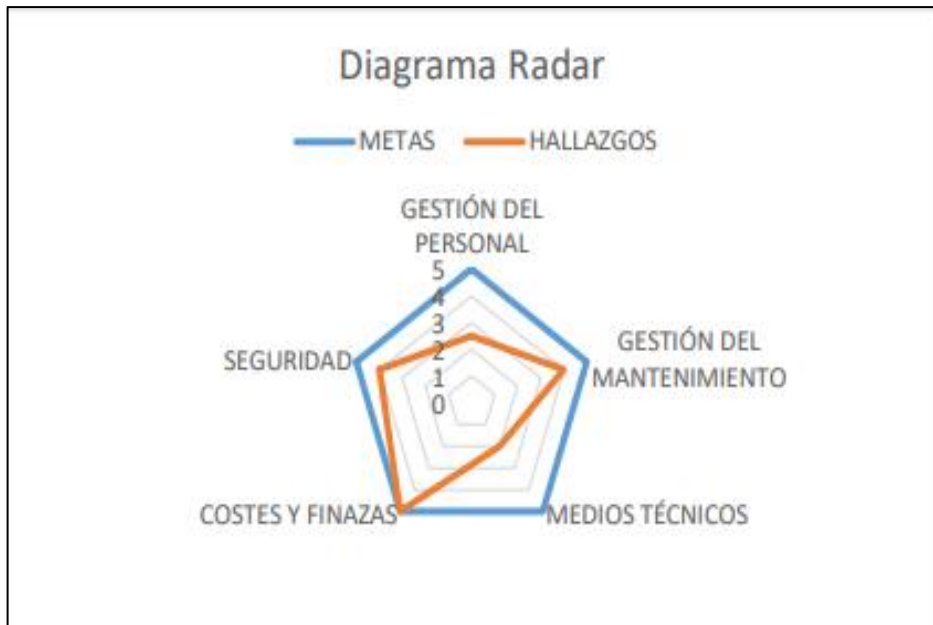 Diagrama Radar
METAS
HALLAZGOS
GESTIÓN DEL
PERSONAL
5
4
3
2
1
0
GESTIÓN DEL
MANTENIMIENTO
MEDIOS TÉCNICOS
COSTES Y FINAZAS
SEGURIDAD